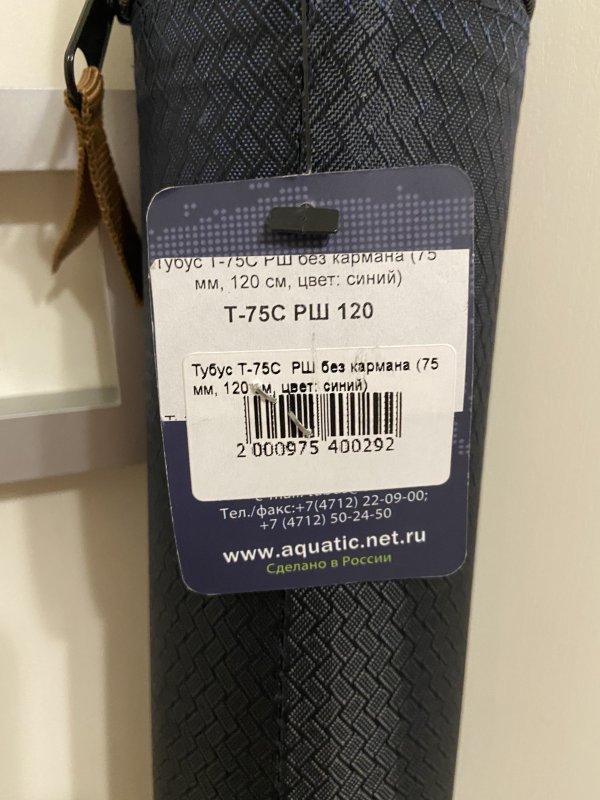 Тубус Т-75С РШ без кармана (75
мм, 120 см, цвет: синий)
Т-75С РШ 120
Тубус Т-75С РШ без кармана (75
мм, 120 см, цвет: синий)
2 000975 400292
Тел./факс:+7(4712) 22-09-00;
+7 (4712) 50-24-50
www.aquatic.net.ru
Сделано в России